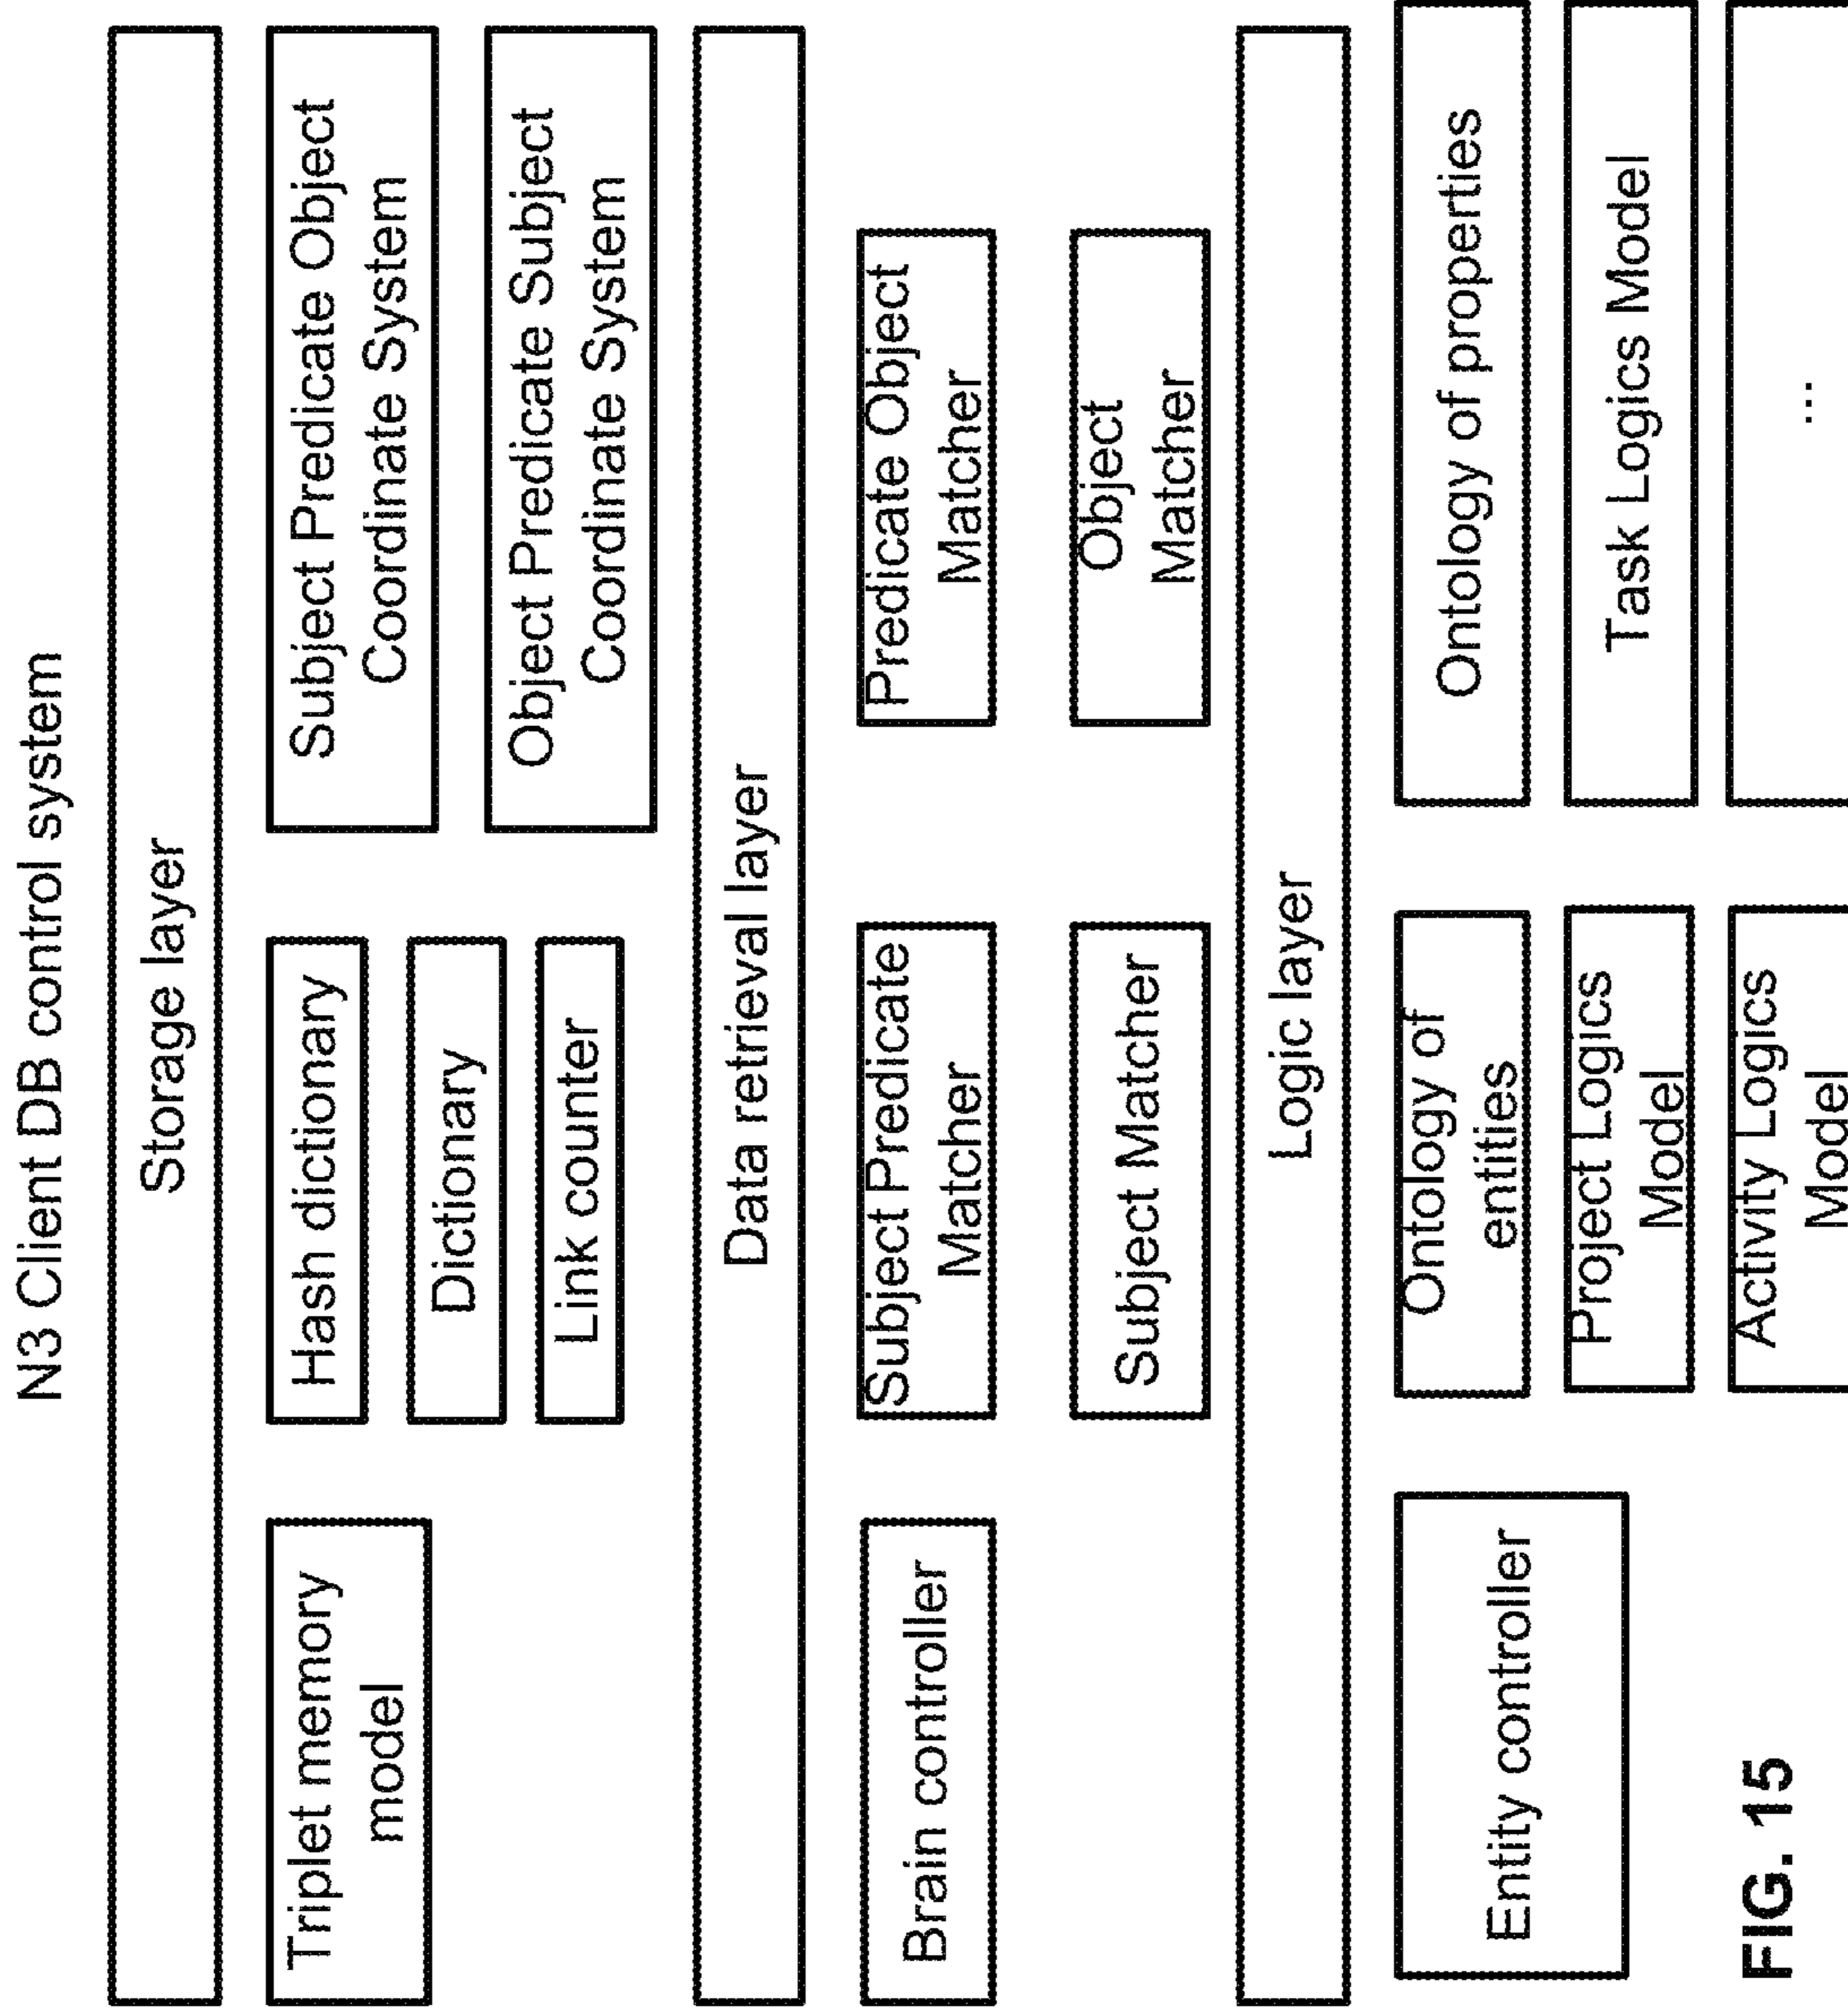 N3 Client DB control system
Storage layer
Triplet memory
model
Hash dictionary
Dictionary
Link counter
Subject Predicate Object
Coordinate System
Object Predicate Subject
Coordinate System
Data retrieval layer
Brain controller
Subject Predicate
Matcher
Predicate Object
Matcher
Subject Matcher
Object
Matcher
Logic layer
Entity controller
Ontology of
entities
Ontology of properties
Project Logics
Model
Task Logics Model
Activity Logics
Model
...
FIG. 15